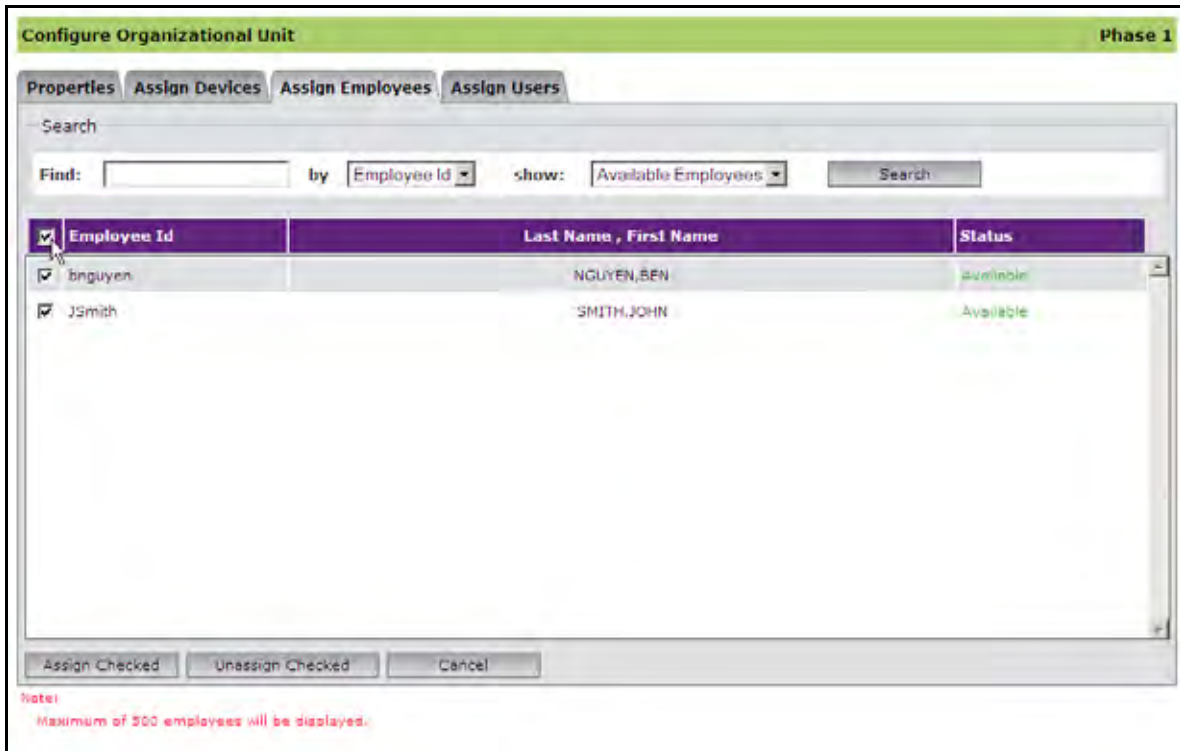 Configure Organizational Unit Phase 1
Properties Assign Devices Assign Employees Assign Users
Search
Find: by Employee Id show: Available Employees Search
Employee Id Last Name , First Name Status
bnguyen NGUYEN,BEN Available
JSmith SMITH,JOHN Available
Assign Checked Unassign Checked Cancel
Note:
Maximum of 500 employees will be displayed.